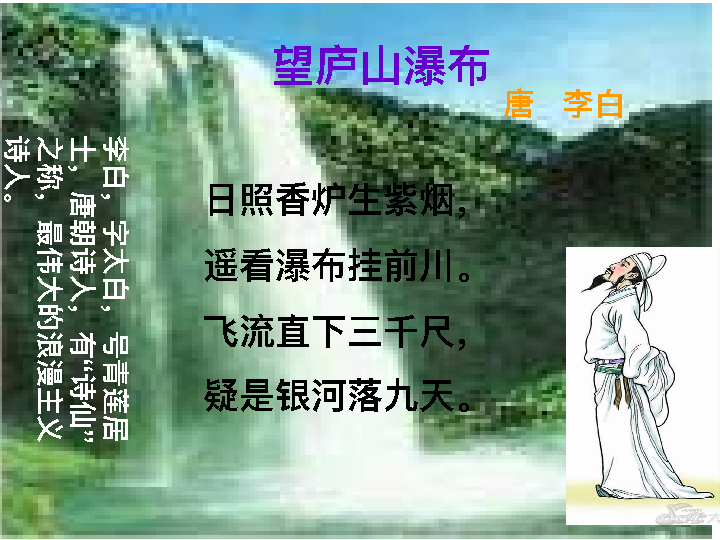 望庐山瀑布
唐 李白
日照香炉生紫烟，
遥看瀑布挂前川。
飞流直下三千尺，
疑是银河落九天。
李白，字太白，号青莲居
士，唐朝诗人，有“诗仙”
之称，最伟大的浪漫主义
诗人。